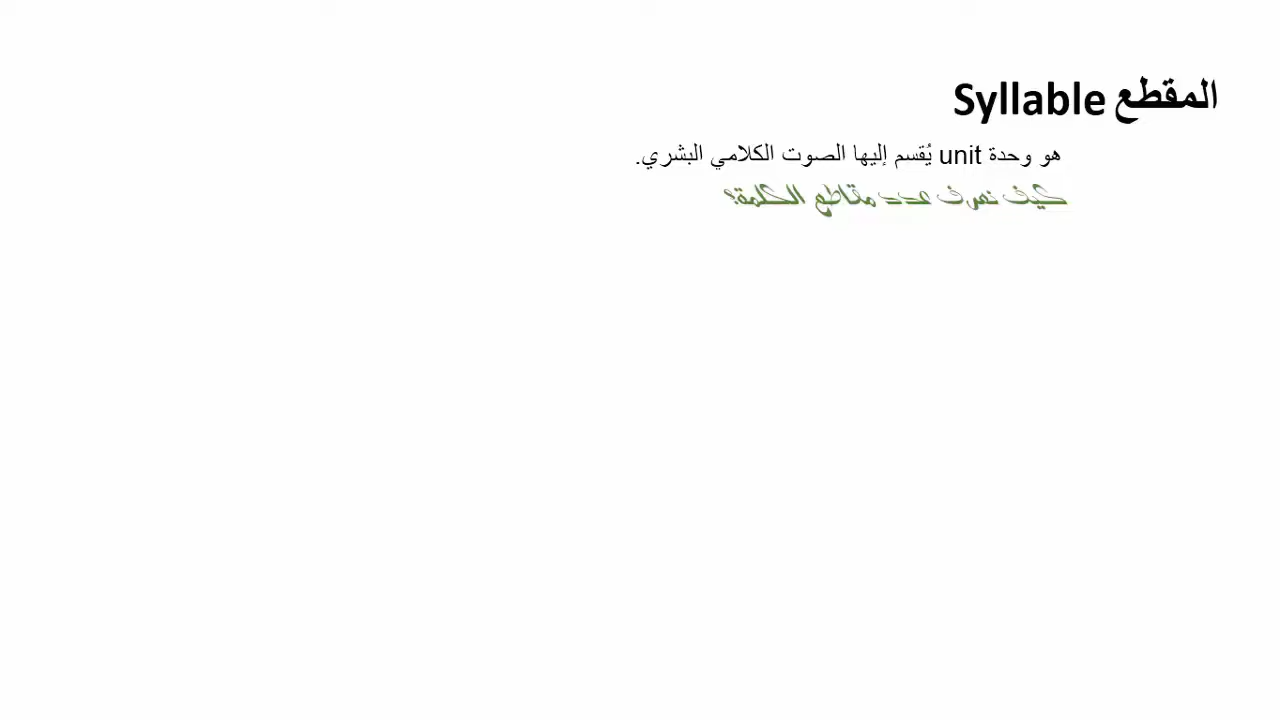 المقطع Syllable
هو وحدة unit يُقسم إليها الصوت الكلامي البشري.
كيف نعرف عدد مقاطع الكلمة؟